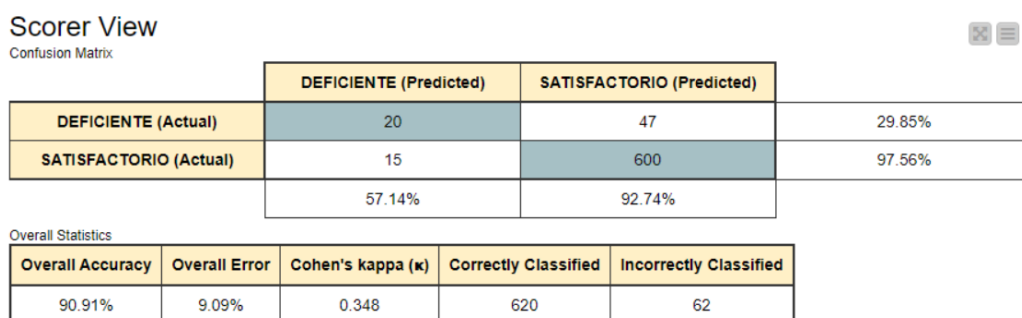 Scorer View
Confusion Matrix
DEFICIENTE (Predicted) SATISFACTORIO (Predicted)
DEFICIENTE (Actual) 20 47 29.85%
SATISFACTORIO (Actual) 15 600 97.56%
57.14% 92.74%
Overall Statistics
Overall Accuracy Overall Error Cohen's kappa (κ) Correctly Classified Incorrectly Classified
90.91% 9.09% 0.348 620 62